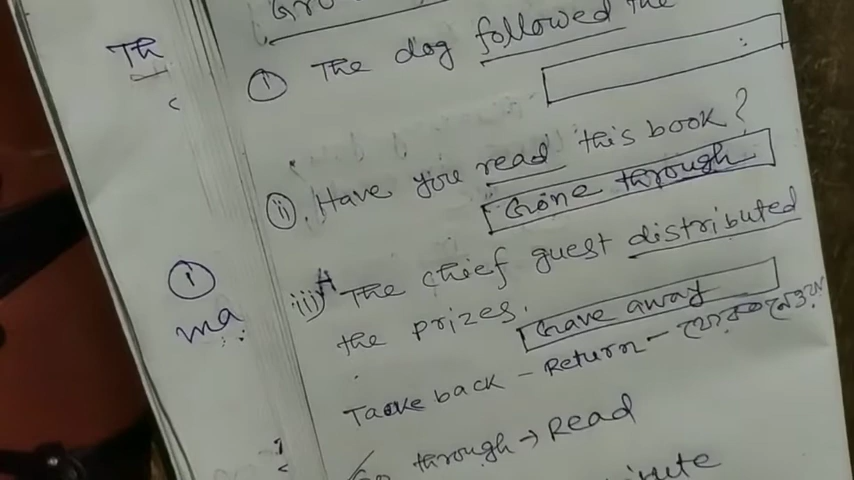 Th
(i) The dog followed the
(ii). Have you read this book?
Gone through
(i)
iii) The chief guest distributed
ma
the prizes.
Gave away
Take back - Return -
through → Read